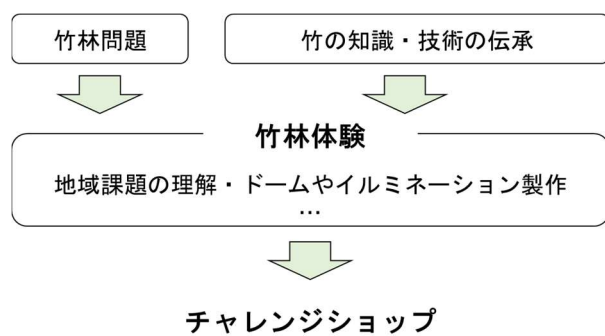 竹林問題
竹の知識・技術の伝承
竹林体験
地域課題の理解・ドームやイルミネーション製作
…
チャレンジショップ